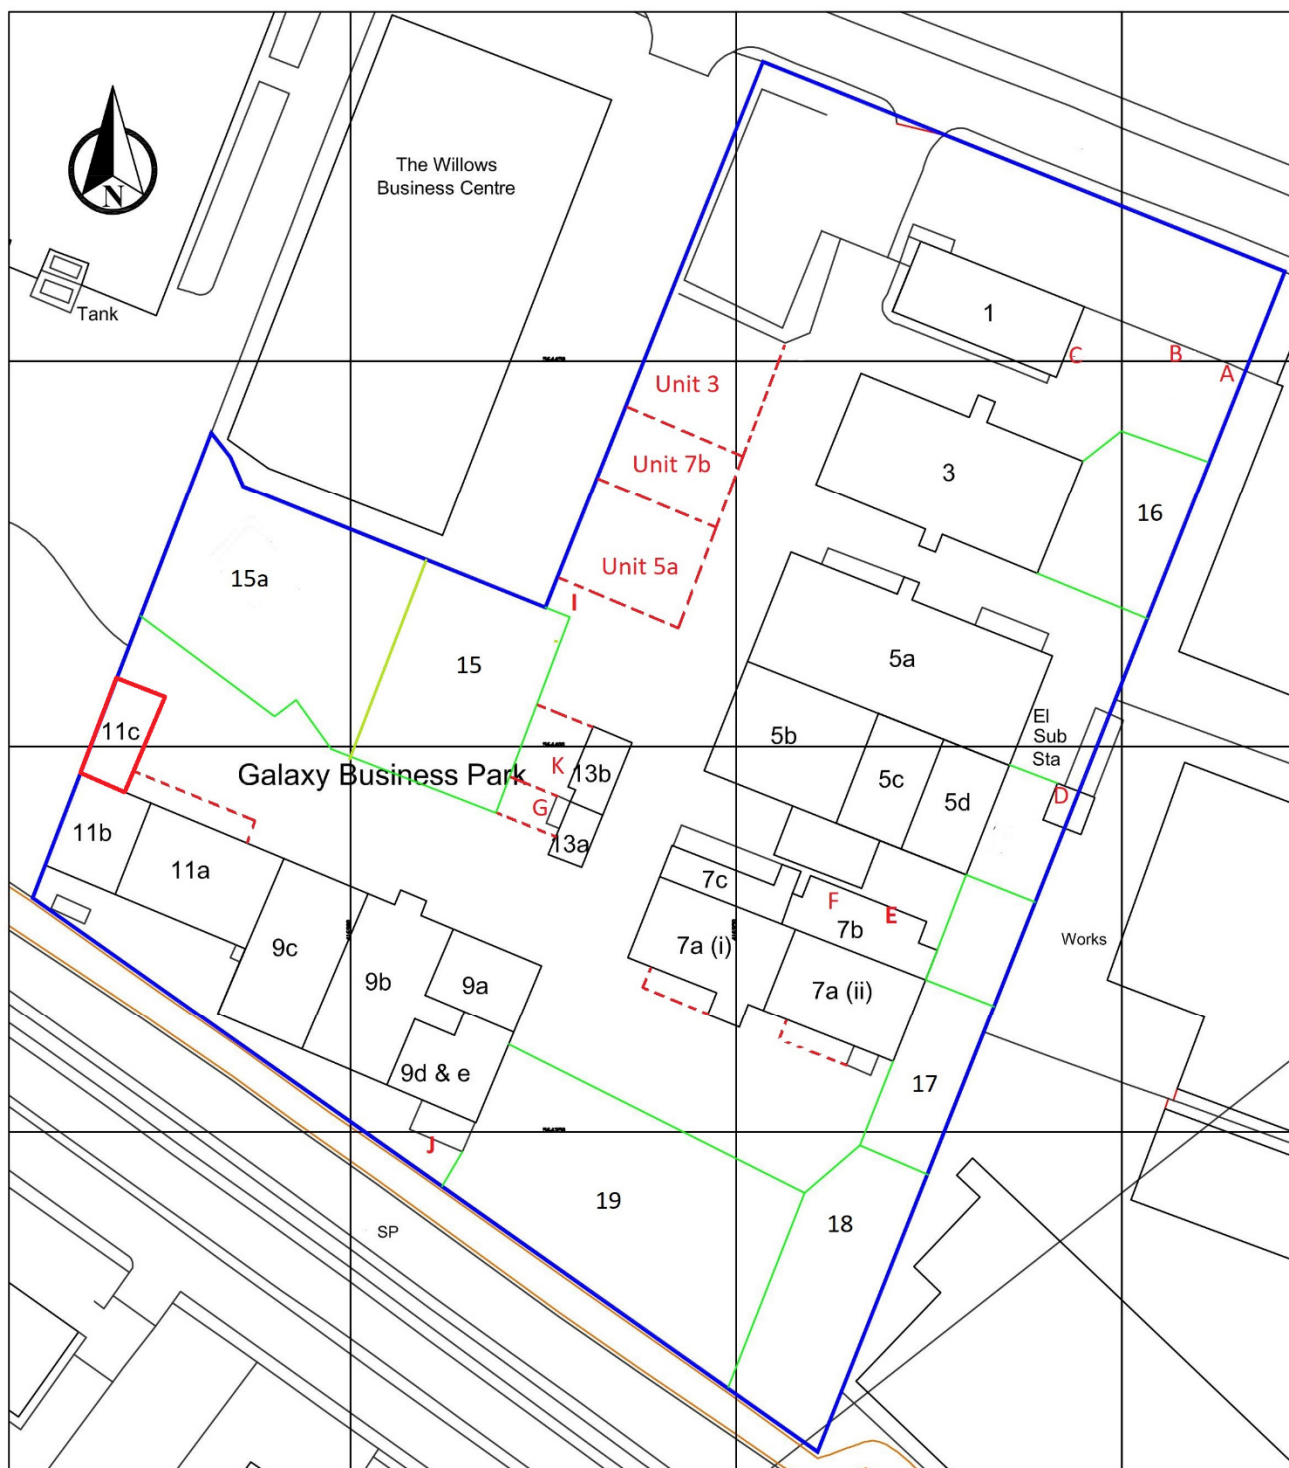 The Willows
Business Centre
N
Tank
1
C
B
A
Unit 3
Unit 7b
3
16
Unit 5a
15a
I
15
5a
11c
5b
El
Sub
Sta
Galaxy Business Park
K
13b
5c
5d
D
G
11b
13a
11a
7c
F
E
7b
Works
9c
7a (i)
9b
9a
7a (ii)
9d & e
17
J
19
18
SP